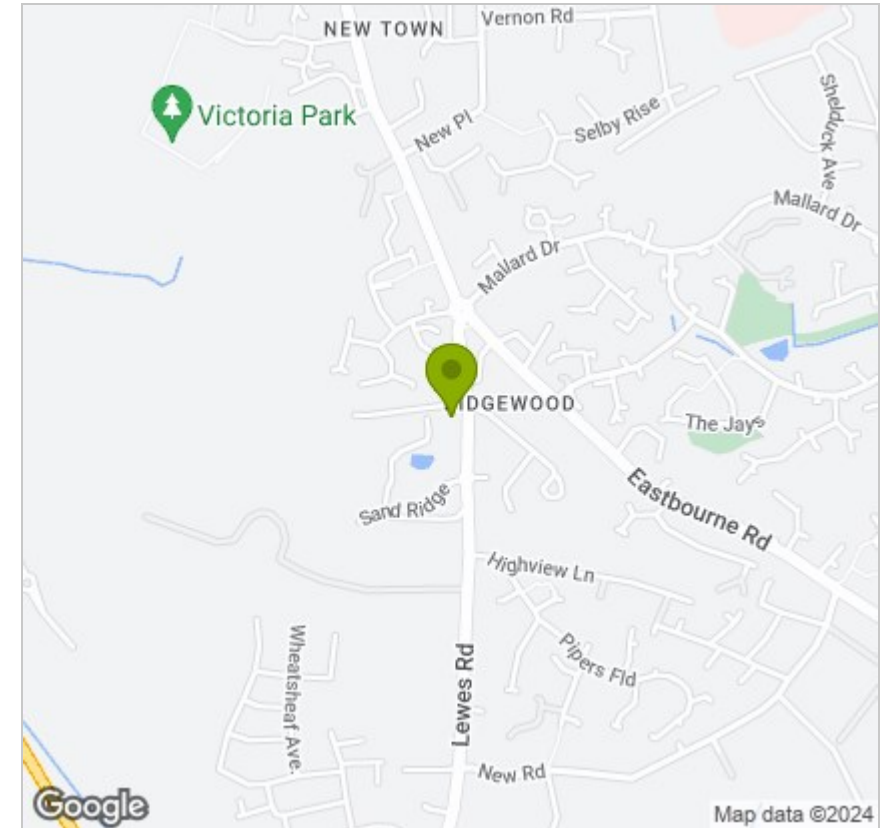 NEW TOWN
Vernon Rd
Victoria Park
New Pl
Selby Rise
Shelduck Ave
Mallard Dr
Mallard Dr
IDGEWOOD
The Jays
Sand Ridge
Eastbourne Rd
Highview Ln
Wheatsheaf Ave.
Pipers Fld
Lewes Rd
New Rd
Google
Map data ©2024